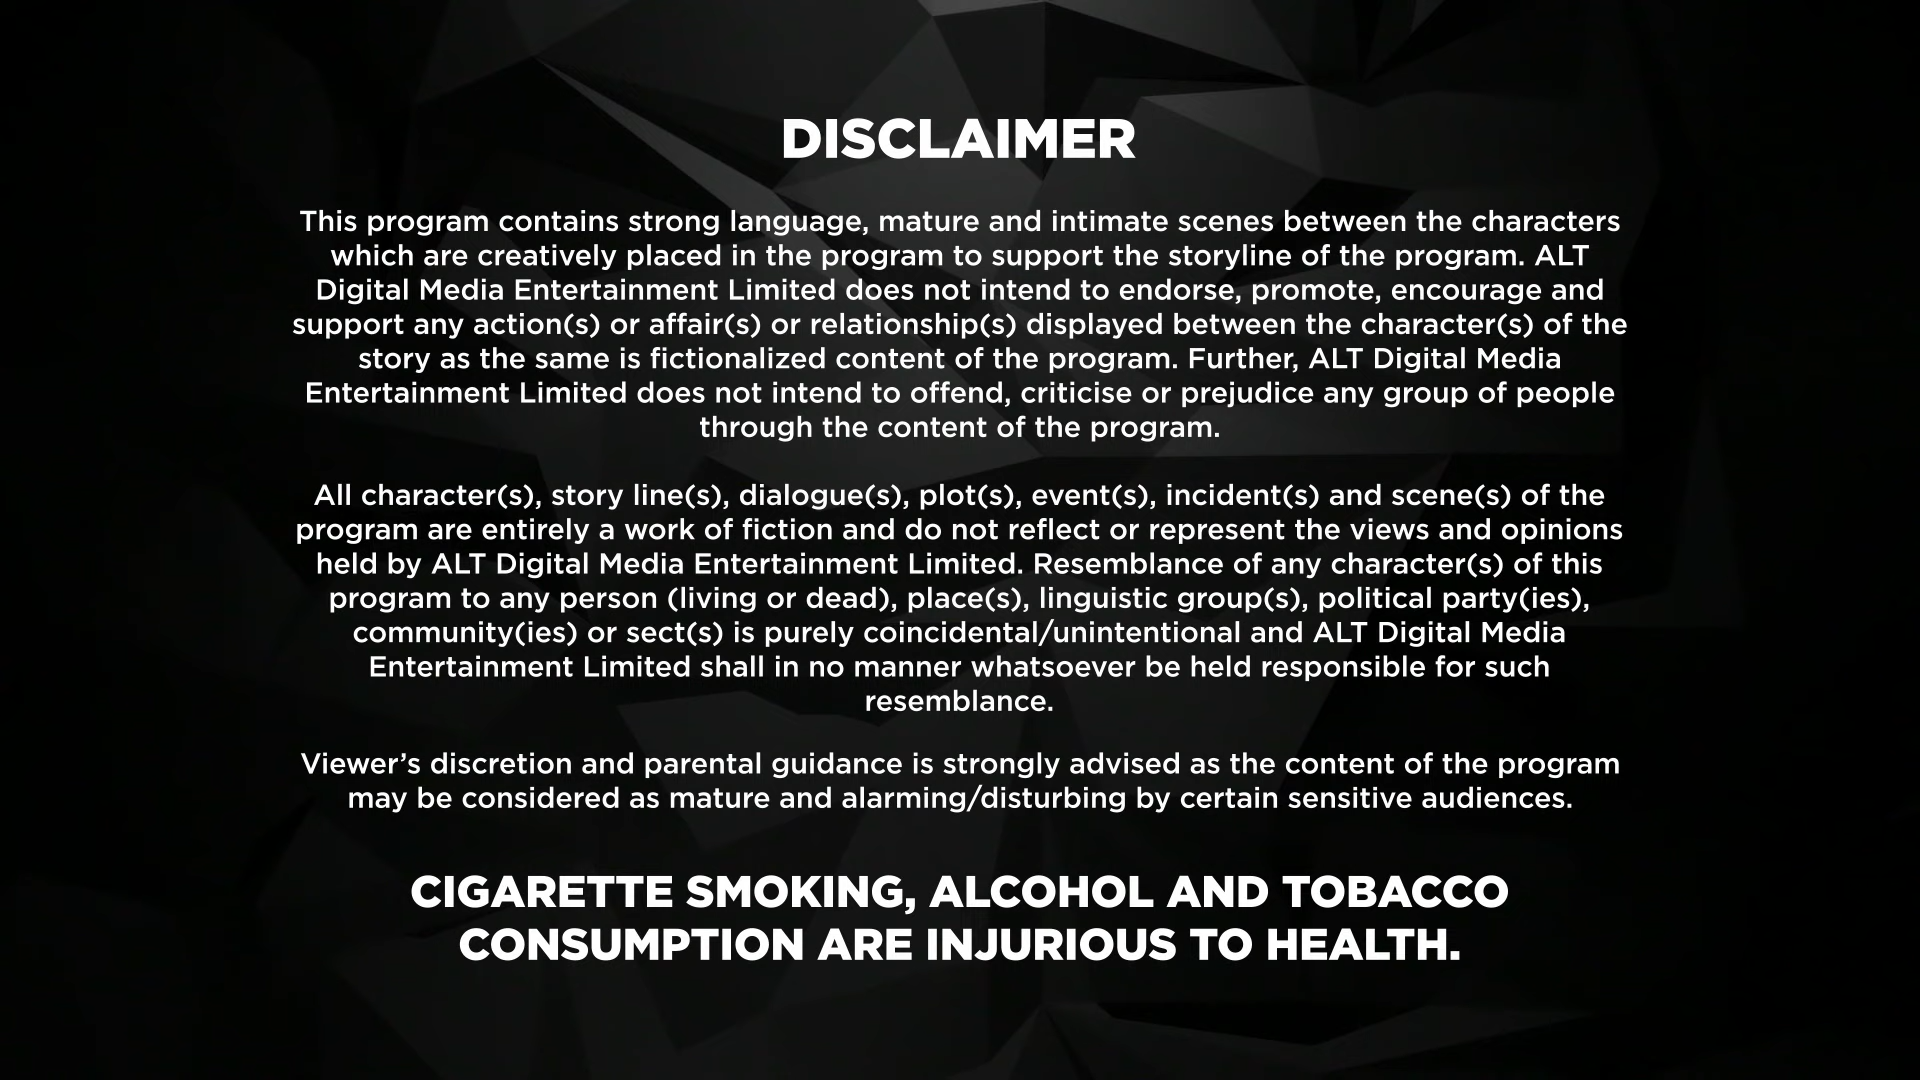 DISCLAIMER
This program contains strong language, mature and intimate scenes between the characters
which are creatively placed in the program to support the storyline of the program. ALT
Digital Media Entertainment Limited does not intend to endorse, promote, encourage and
support any action(s) or affair(s) or relationship(s) displayed between the character(s) of the
story as the same is fictionalized content of the program. Further, ALT Digital Media
Entertainment Limited does not intend to offend, criticise or prejudice any group of people
through the content of the program.
All character(s), story line(s), dialogue(s), plot(s), event(s), incident(s) and scene(s) of the
program are entirely a work of fiction and do not reflect or represent the views and opinions
held by ALT Digital Media Entertainment Limited. Resemblance of any character(s) of this
program to any person (living or dead), place(s), linguistic group(s), political party(ies),
community(ies) or sect(s) is purely coincidental/unintentional and ALT Digital Media
Entertainment Limited shall in no manner whatsoever be held responsible for such
resemblance.
Viewer’s discretion and parental guidance is strongly advised as the content of the program
may be considered as mature and alarming/disturbing by certain sensitive audiences.
CIGARETTE SMOKING, ALCOHOL AND TOBACCO
CONSUMPTION ARE INJURIOUS TO HEALTH.